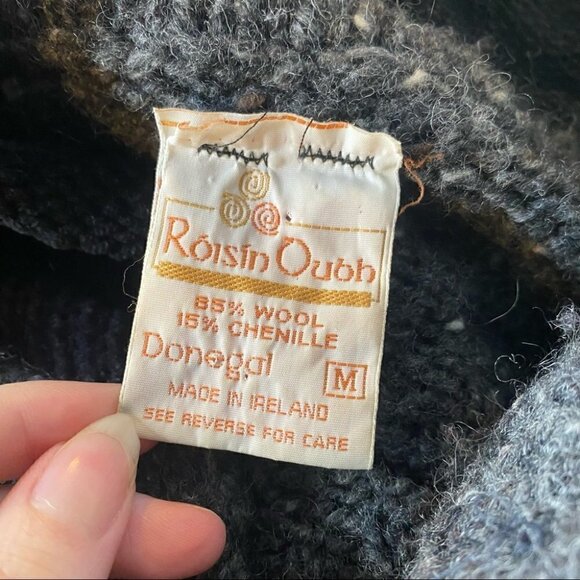 Róisín Dubh
85% WOOL
15% CHENILLE
Donegal
M
MADE IN IRELAND
SEE REVERSE FOR CARE